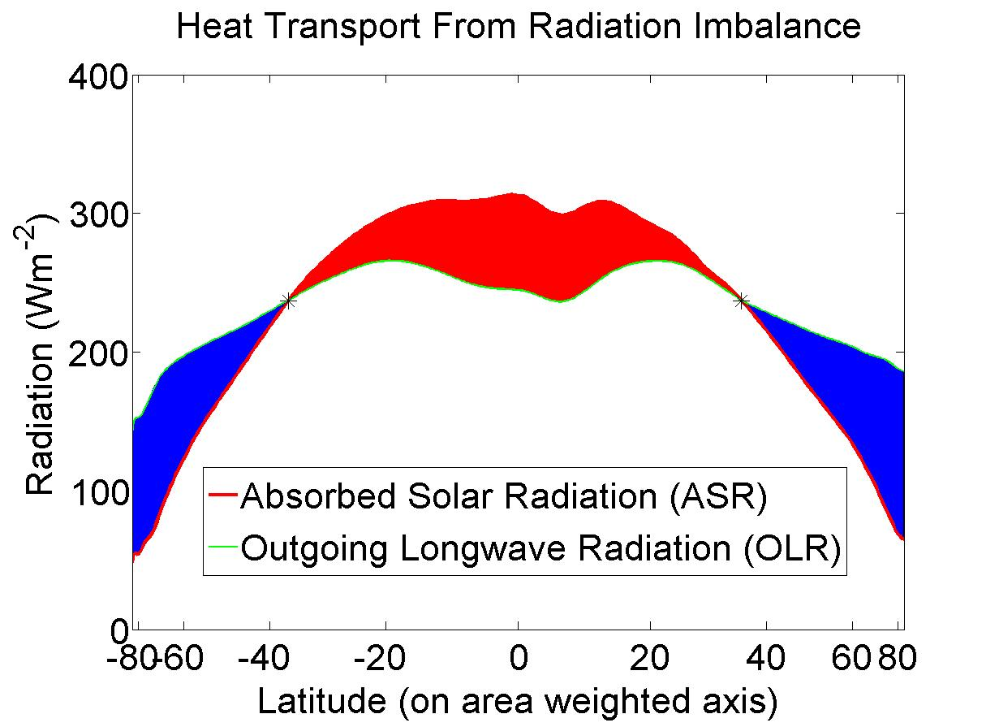 Heat Transport From Radiation Imbalance
400
300
200
100
0
Radiation (Wm-2)
Absorbed Solar Radiation (ASR)
Outgoing Longwave Radiation (OLR)
-80 -60 -40 -20 0 20 40 60 80
Latitude (on area weighted axis)